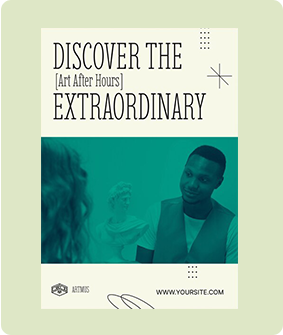 DISCOVER THE
[Art After Hours]
EXTRAORDINARY
ARTMUS
WWW.YOURSITE.COM